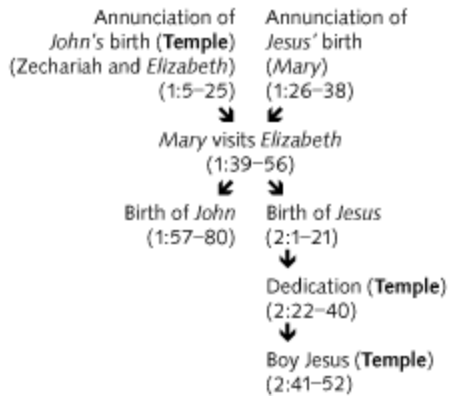 Annunciation of
John's birth (Temple)
(Zechariah and Elizabeth)
(1:5–25)
Annunciation of
Jesus' birth
(Mary)
(1:26–38)
Mary visits Elizabeth
(1:39–56)
Birth of John
(1:57–80)
Birth of Jesus
(2:1–21)
Dedication (Temple)
(2:22–40)
Boy Jesus (Temple)
(2:41–52)